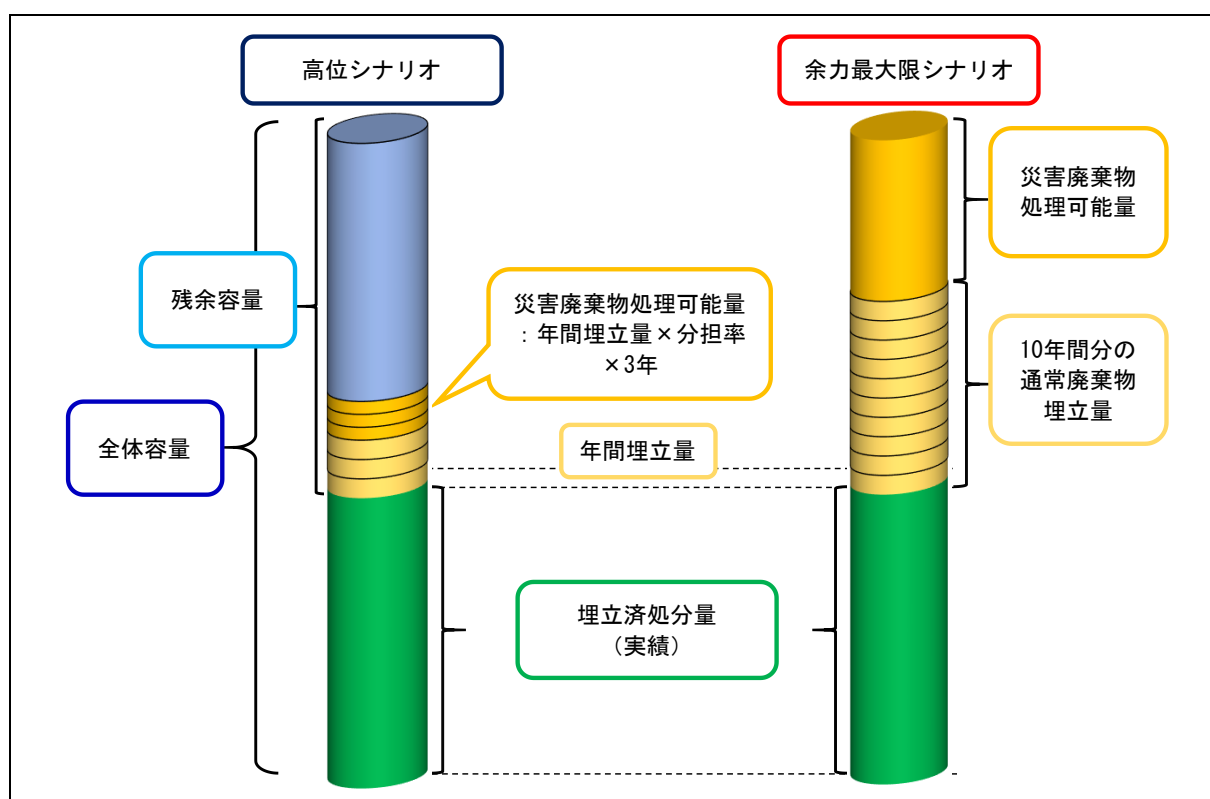 高位シナリオ
余力最大限シナリオ
災害廃棄物
処理可能量
残余容量
災害廃棄物処理可能量
：年間埋立量×分担率
×3年
10年間分の
通常廃棄物
埋立量
全体容量
年間埋立量
埋立済処分量
（実績）